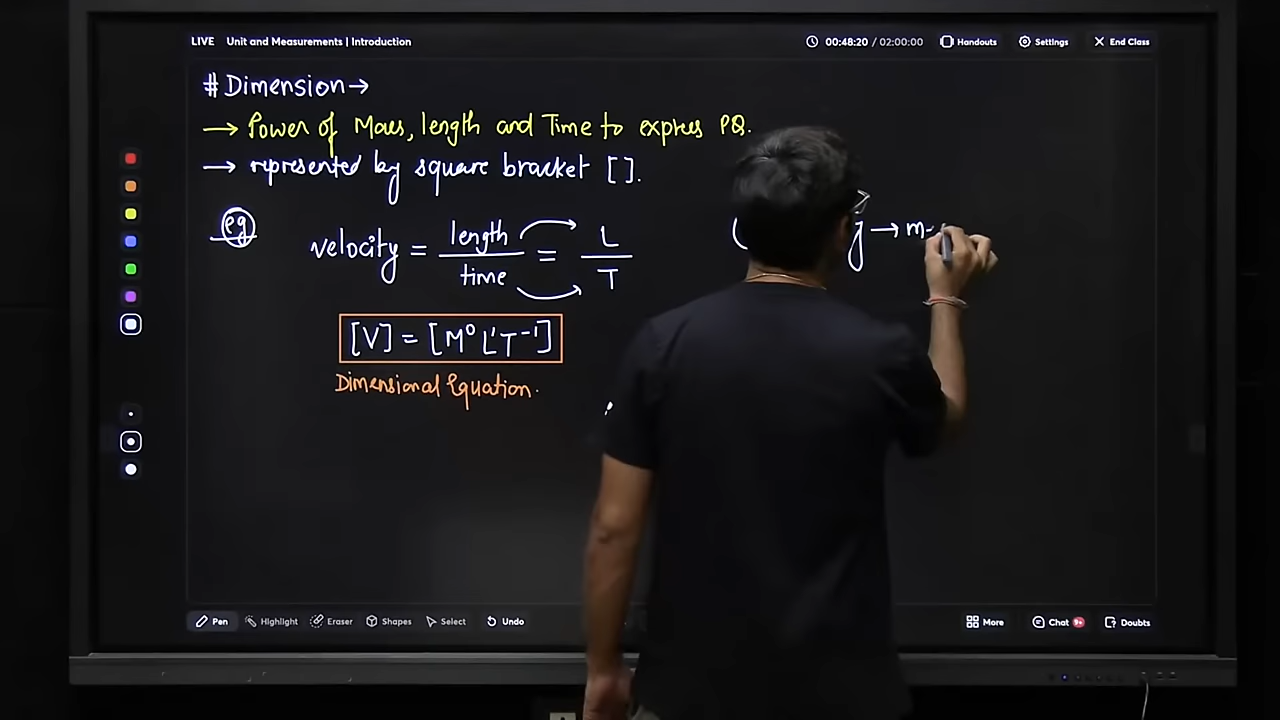 LIVE Unit and Measurements | Introduction
00:48:20 / 02:00:00 Handouts Settings End Class
# Dimension→
→ Power of Mass, length and Time to express PQ.
→ represented by square bracket [ ].
eg velocity = length / time = L / T
→ m-
[V] = [M⁰L¹T⁻¹]
Dimensional Equation.
Pen Highlight Eraser Shapes Select Undo More Chat 9+ Doubts